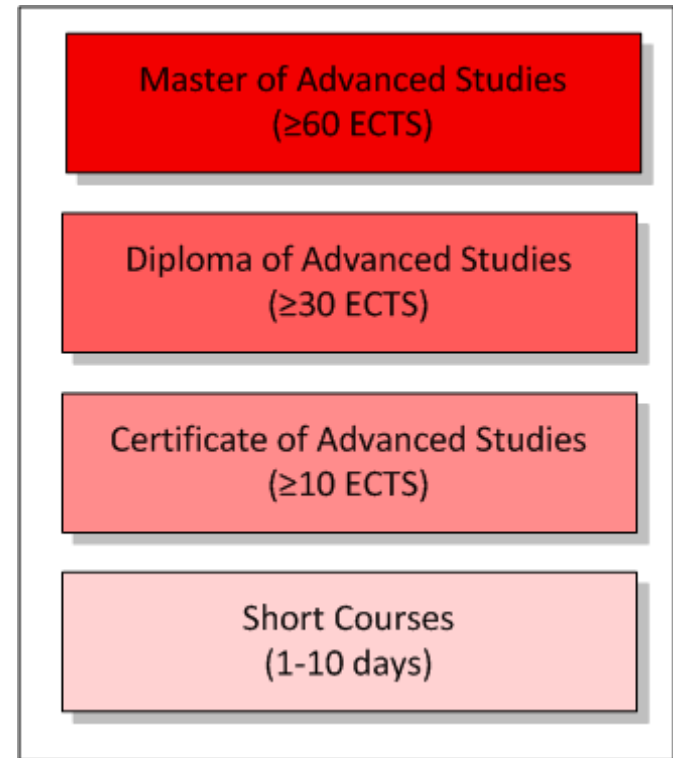 Master of Advanced Studies
(≥60 ECTS)
Diploma of Advanced Studies
(≥30 ECTS)
Certificate of Advanced Studies
(≥10 ECTS)
Short Courses
(1-10 days)